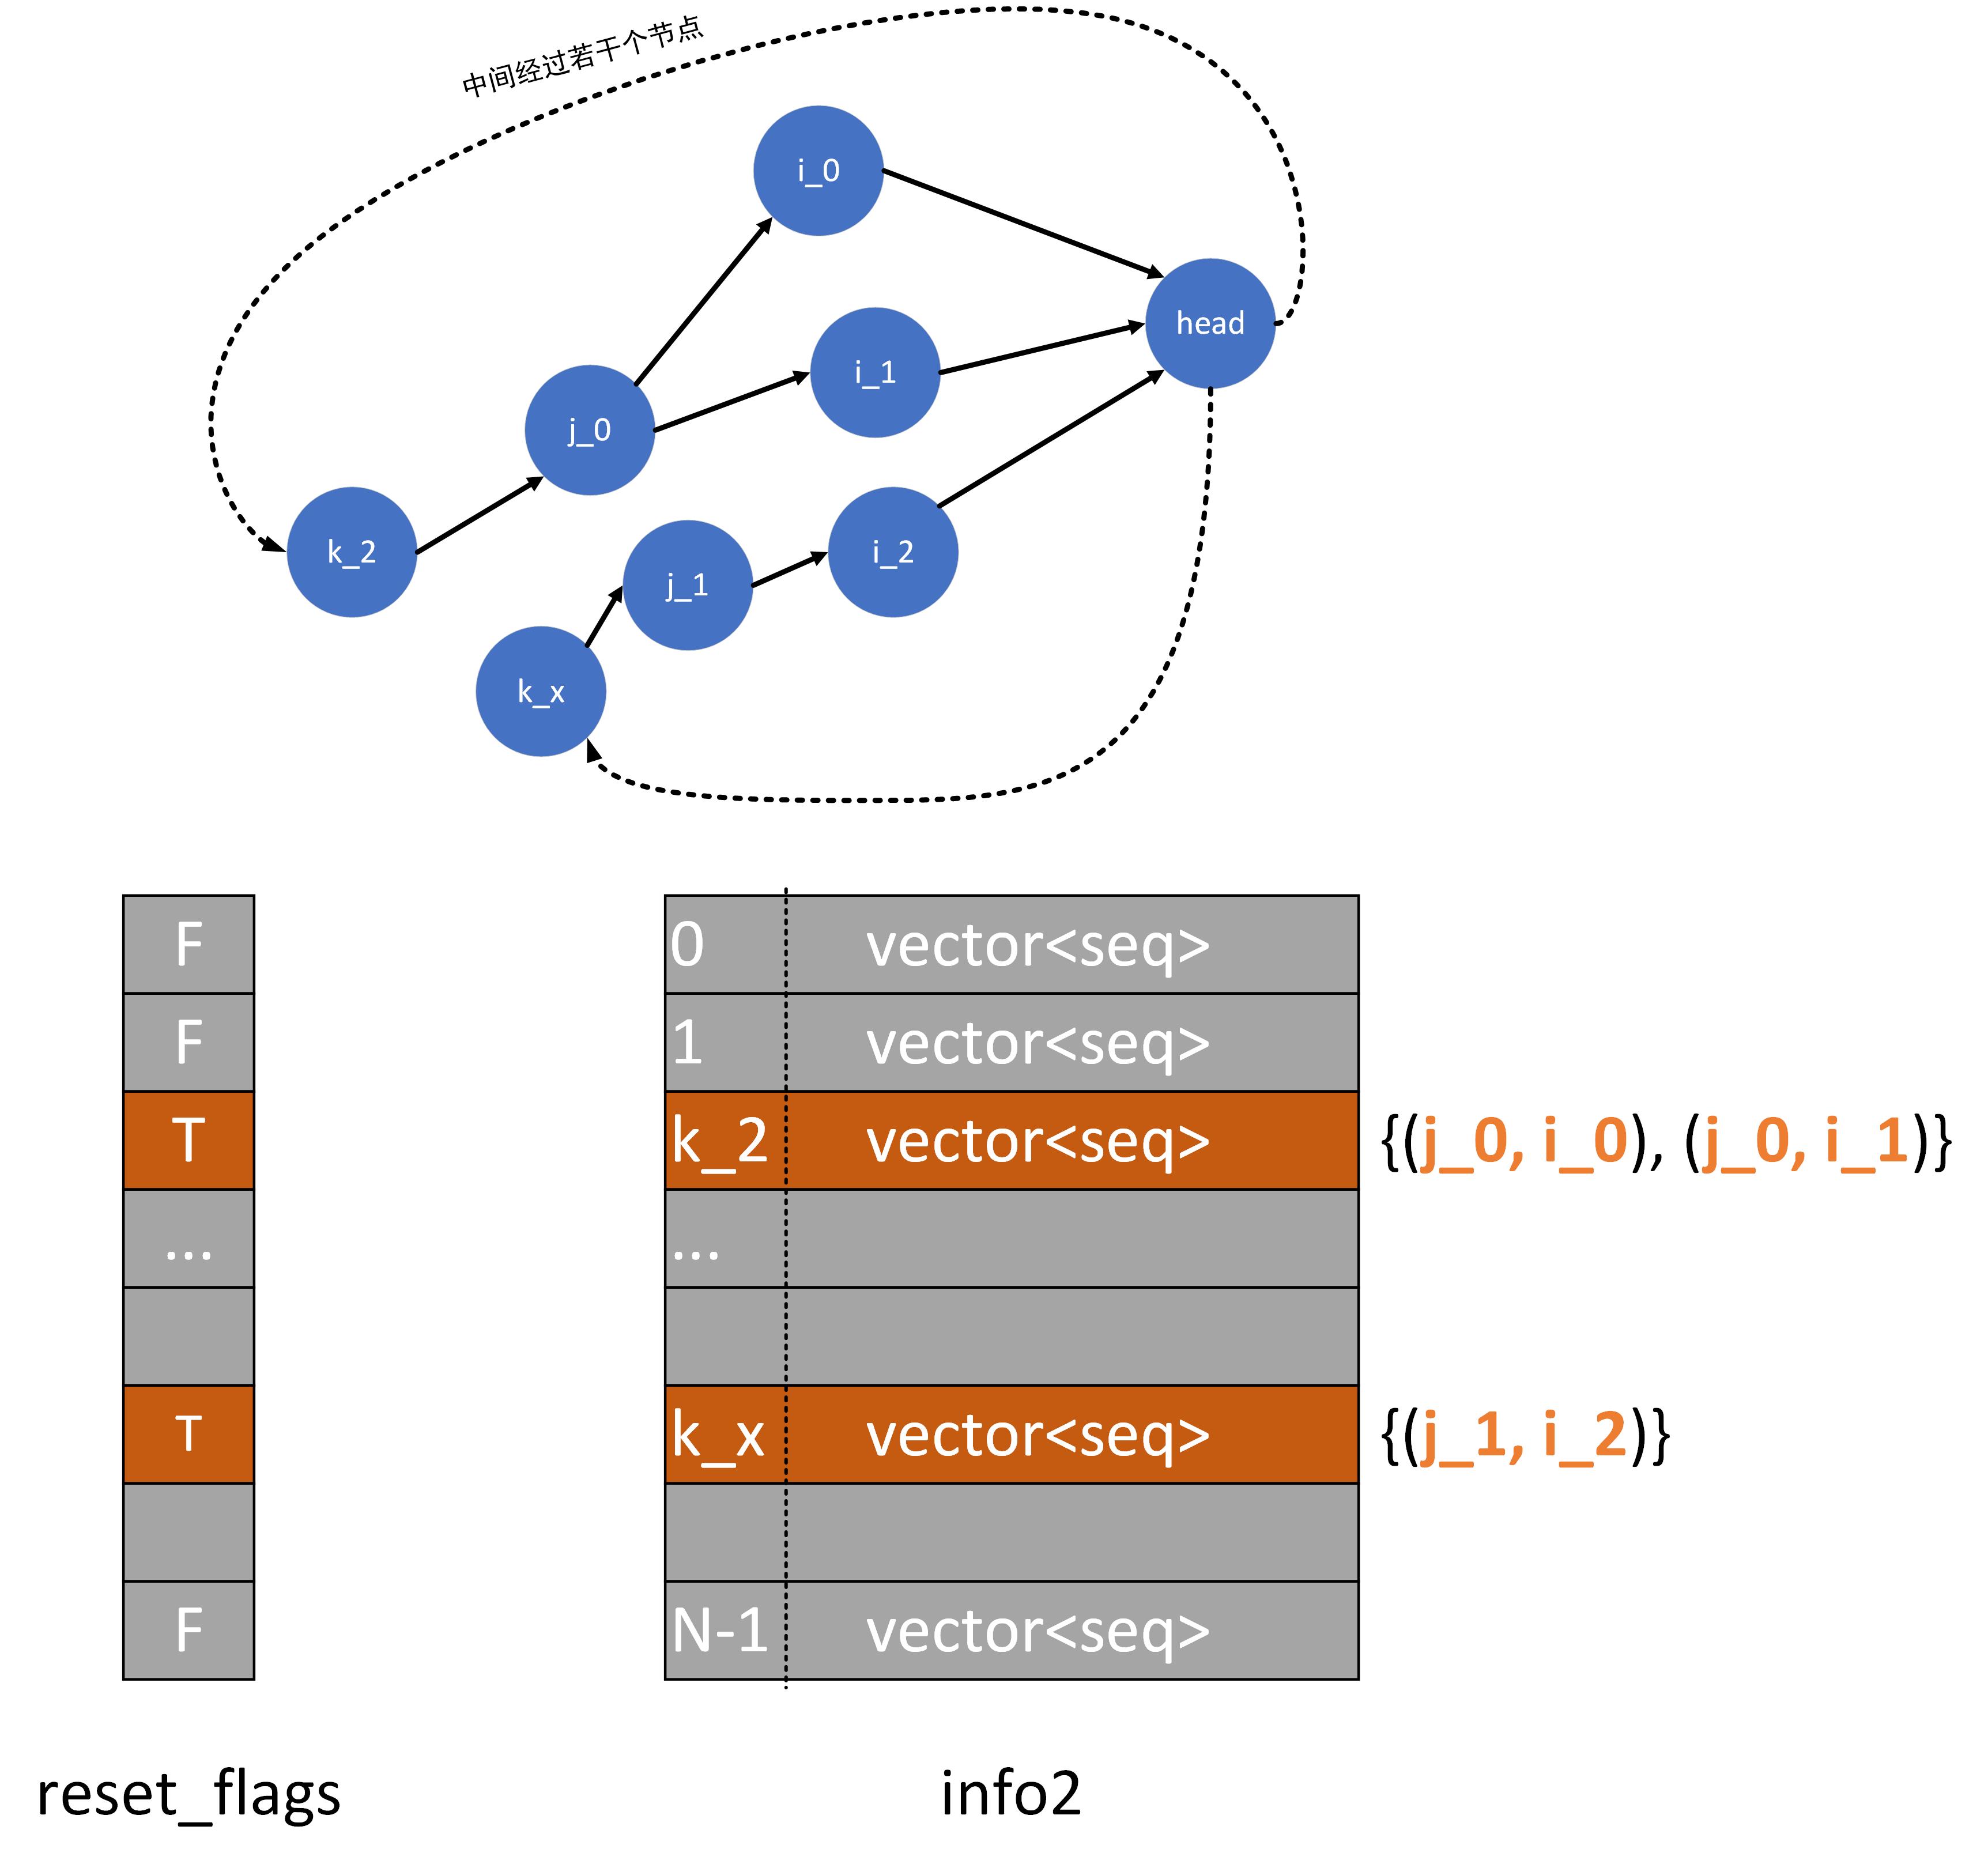 中间经过若干个节点
i_0
head
i_1
j_0
k_2
i_2
j_1
k_x
F
0 vector<seq>
F
1 vector<seq>
T
k_2 vector<seq> {(j_0, i_0), (j_0, i_1)}
...
...
T
k_x vector<seq> {(j_1, i_2)}
F
N-1 vector<seq>
reset_flags
info2